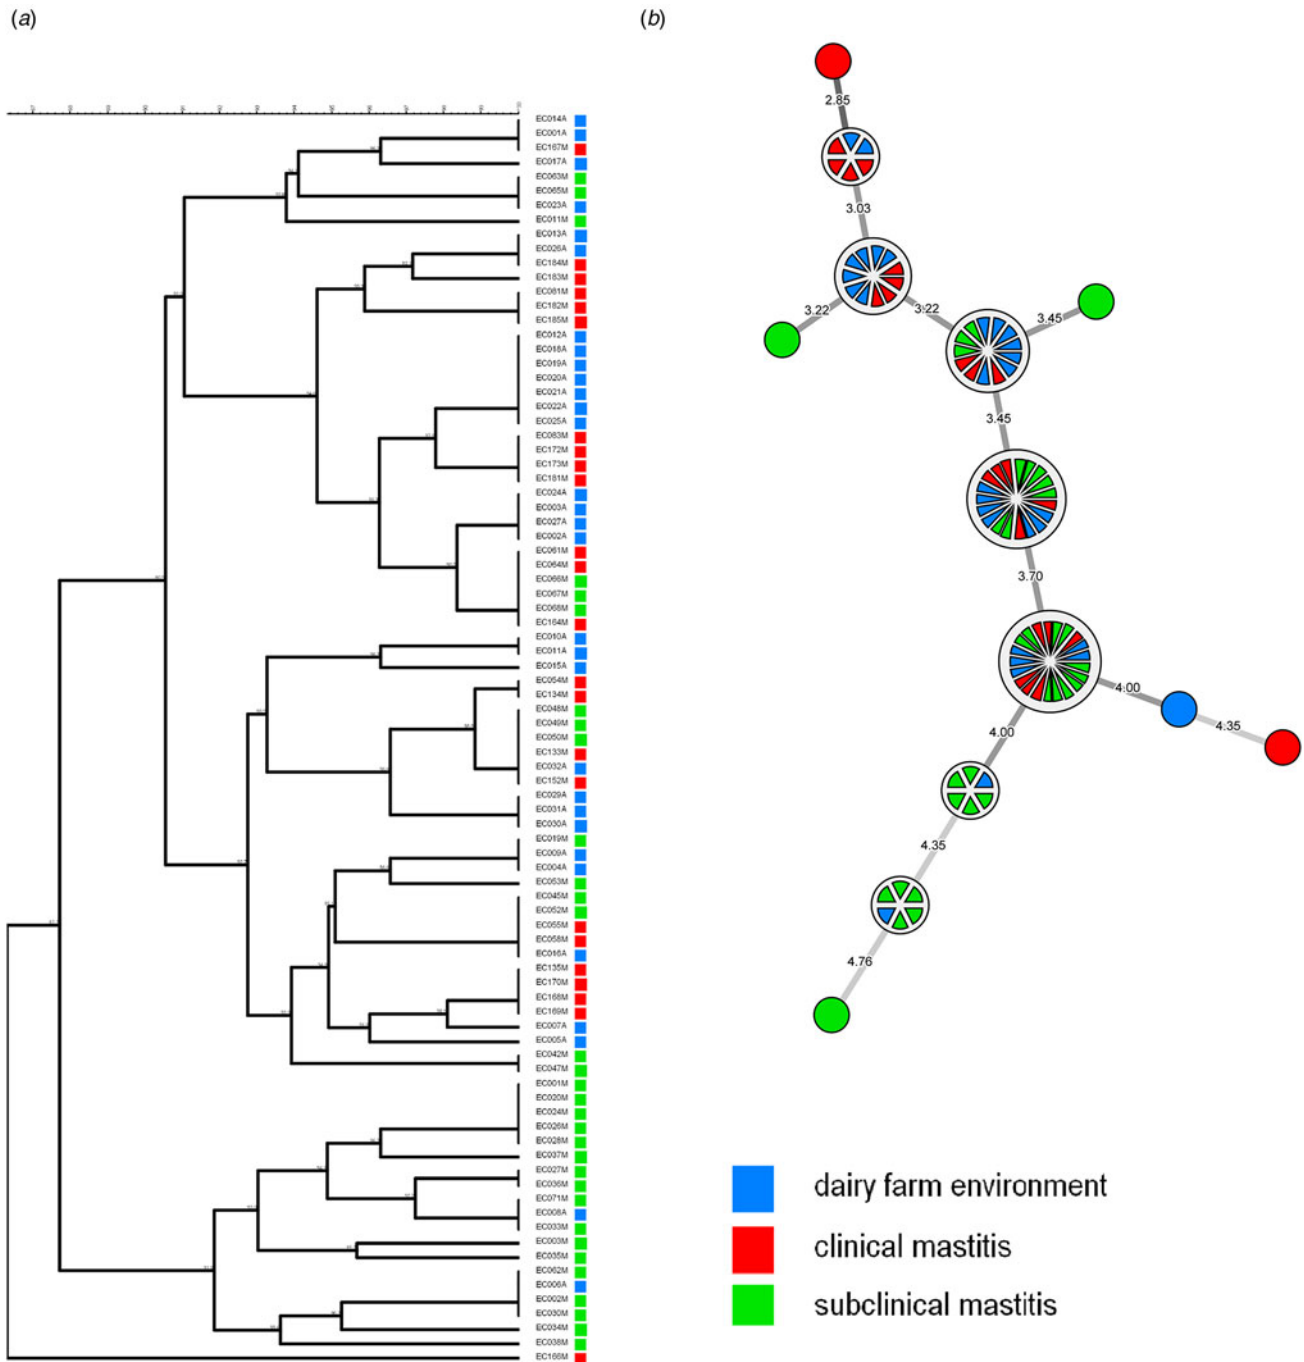 (a)
EC014A
EC001A
EC167M
EC017A
EC063M
EC065M
EC023A
EC011M
EC013A
EC026A
EC184M
EC183M
EC081M
EC182M
EC185M
EC012A
EC018A
EC019A
EC020A
EC021A
EC022A
EC025A
EC083M
EC172M
EC173M
EC181M
EC024A
EC003A
EC027A
EC002A
EC061M
EC064M
EC066M
EC067M
EC068M
EC164M
EC010A
EC011A
EC015A
EC054M
EC134M
EC048M
EC049M
EC050M
EC133M
EC032A
EC152M
EC029A
EC031A
EC030A
EC019M
EC009A
EC004A
EC053M
EC045M
EC052M
EC055M
EC058M
EC016A
EC135M
EC170M
EC168M
EC169M
EC007A
EC005A
EC042M
EC047M
EC001M
EC020M
EC024M
EC026M
EC028M
EC037M
EC027M
EC036M
EC071M
EC008A
EC033M
EC003M
EC035M
EC062M
EC006A
EC002M
EC030M
EC034M
EC038M
EC166M
(b)
2.85
3.03
3.22
3.22
3.45
3.45
3.70
4.00
4.35
4.00
4.35
4.76
dairy farm environment
clinical mastitis
subclinical mastitis